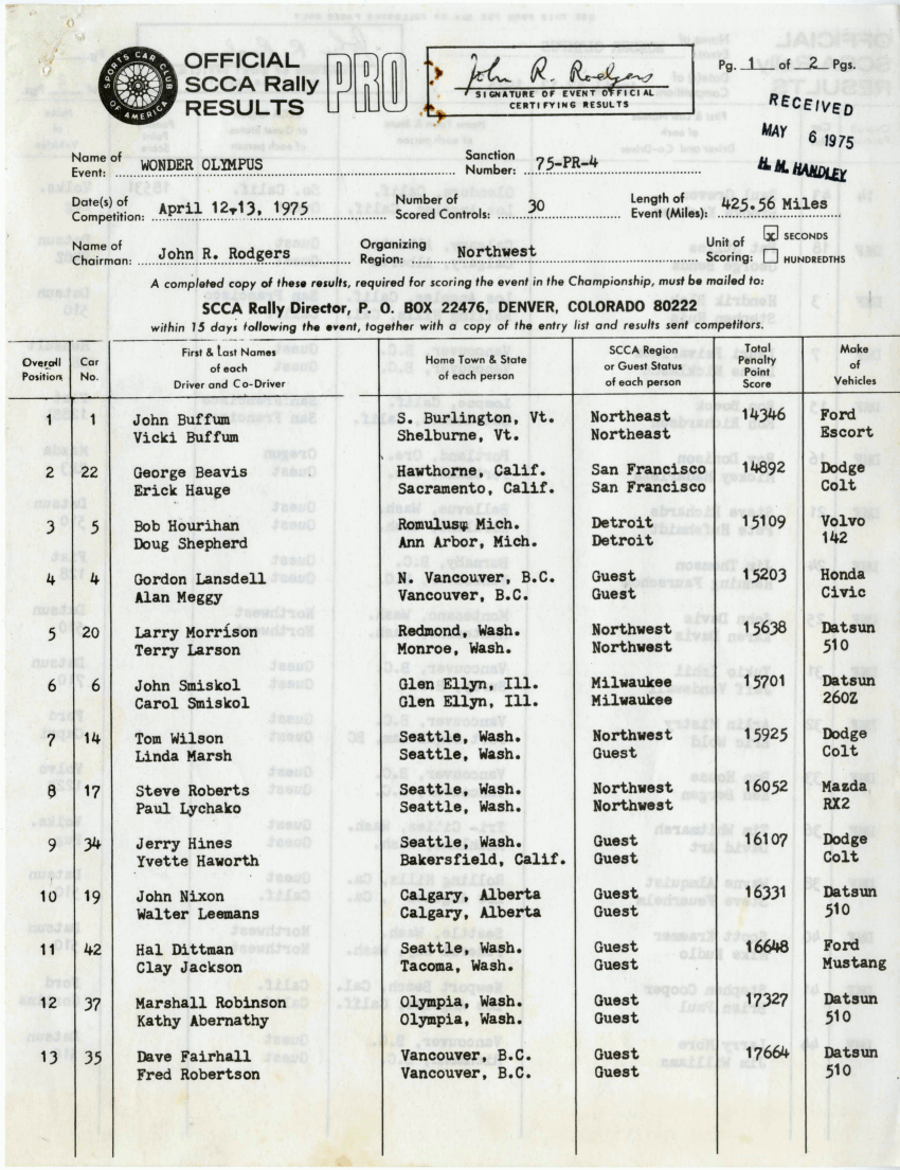 SPORTS CAR CLUB OF AMERICA
OFFICIAL
SCCA Rally
RESULTS
PRO
John R. Rodgers
SIGNATURE OF EVENT OFFICIAL
CERTIFYING RESULTS
Pg. 1 of 2 Pgs.
RECEIVED
MAY 6 1975
H. M. HANDLEY
Name of Event: WONDER OLYMPUS Sanction Number: 75-PR-4
Date(s) of Competition: April 12,13, 1975 Number of Scored Controls: 30 Length of Event (Miles): 425.56 Miles
Name of Chairman: John R. Rodgers Organizing Region: Northwest Unit of Scoring: x SECONDS
HUNDREDTHS
A completed copy of these results, required for scoring the event in the Championship, must be mailed to:
SCCA Rally Director, P. O. BOX 22476, DENVER, COLORADO 80222
within 15 days following the event, together with a copy of the entry list and results sent competitors.
Overall Position Car No. First & Last Names of each Driver and Co-Driver Home Town & State of each person SCCA Region or Guest Status of each person Total Penalty Point Score Make of Vehicles
1 1 John Buffum S. Burlington, Vt. Northeast 14346 Ford
Vicki Buffum Shelburne, Vt. Northeast Escort
2 22 George Beavis Hawthorne, Calif. San Francisco 14892 Dodge
Erick Hauge Sacramento, Calif. San Francisco Colt
3 5 Bob Hourihan Romulus, Mich. Detroit 15109 Volvo
Doug Shepherd Ann Arbor, Mich. Detroit 142
4 4 Gordon Lansdell N. Vancouver, B.C. Guest 15203 Honda
Alan Meggy Vancouver, B.C. Guest Civic
5 20 Larry Morrison Redmond, Wash. Northwest 15638 Datsun
Terry Larson Monroe, Wash. Northwest 510
6 6 John Smiskol Glen Ellyn, Ill. Milwaukee 15701 Datsun
Carol Smiskol Glen Ellyn, Ill. Milwaukee 260Z
7 14 Tom Wilson Seattle, Wash. Northwest 15925 Dodge
Linda Marsh Seattle, Wash. Guest Colt
8 17 Steve Roberts Seattle, Wash. Northwest 16052 Mazda
Paul Lychako Seattle, Wash. Northwest RX2
9 34 Jerry Hines Seattle, Wash. Guest 16107 Dodge
Yvette Haworth Bakersfield, Calif. Guest Colt
10 19 John Nixon Calgary, Alberta Guest 16331 Datsun
Walter Leemans Calgary, Alberta Guest 510
11 42 Hal Dittman Seattle, Wash. Guest 16648 Ford
Clay Jackson Tacoma, Wash. Guest Mustang
12 37 Marshall Robinson Olympia, Wash. Guest 17327 Datsun
Kathy Abernathy Olympia, Wash. Guest 510
13 35 Dave Fairhall Vancouver, B.C. Guest 17664 Datsun
Fred Robertson Vancouver, B.C. Guest 510